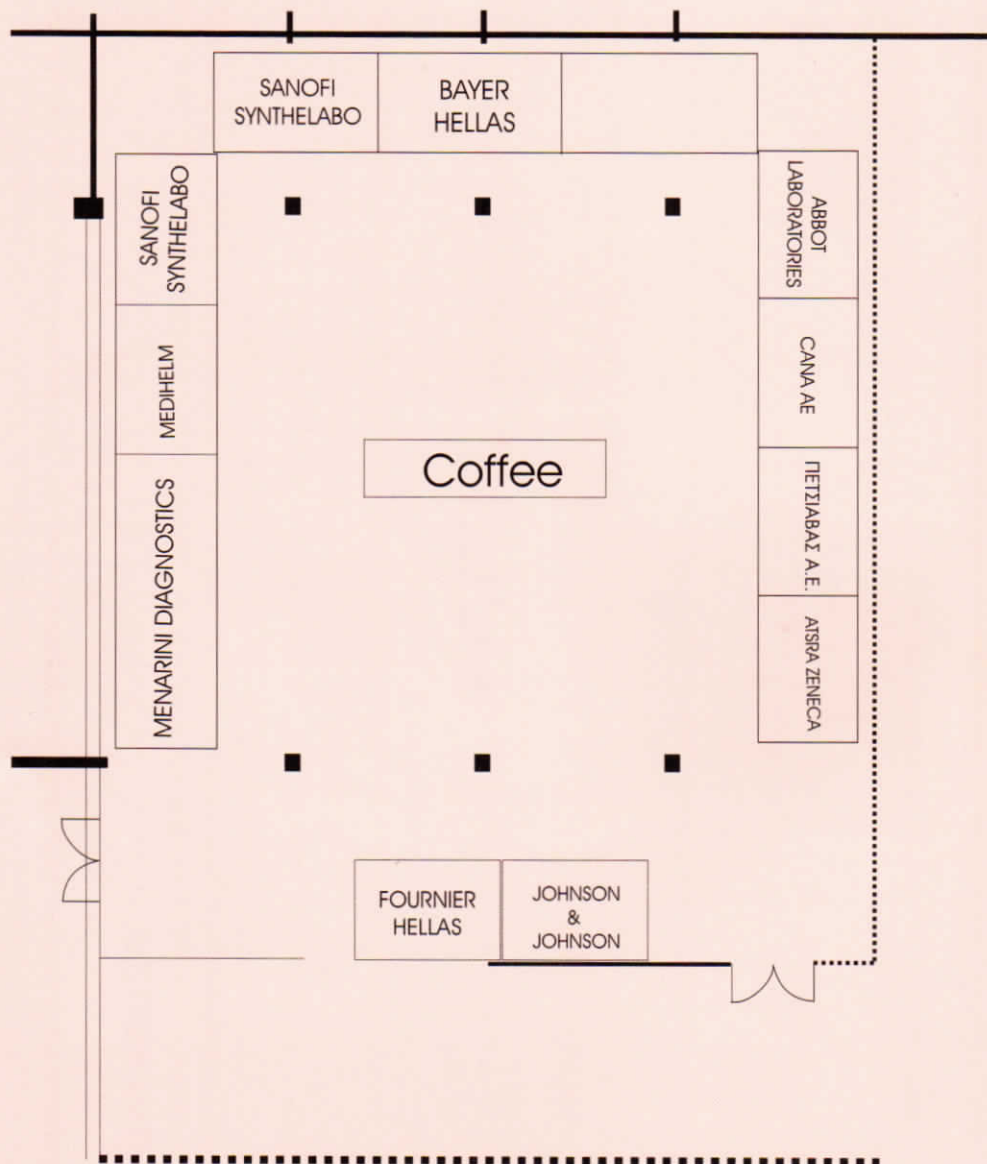 SANOFI
SYNTHELABO
BAYER
HELLAS
SANOFI
SYNTHELABO
ABBOT
LABORATORIES
MEDIHELM
CANA AE
Coffee
MENARINI DIAGNOSTICS
ΠΕΤΣΙΑΒΑΣ Α.Ε.
ATSRA ZENECA
FOURNIER
HELLAS
JOHNSON
&
JOHNSON